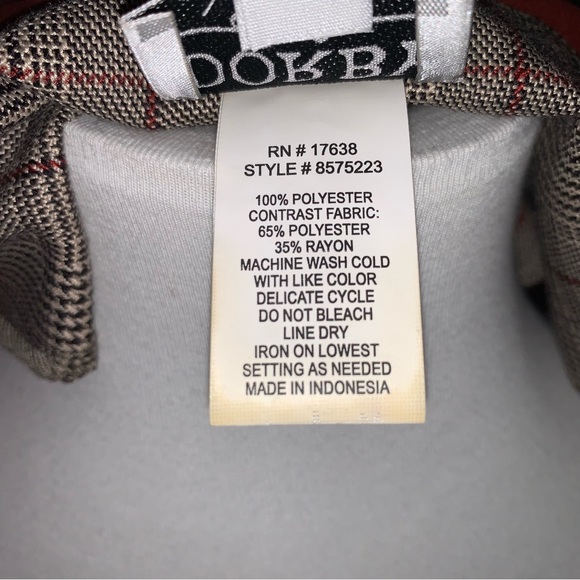 RN # 17638
STYLE # 8575223
100% POLYESTER
CONTRAST FABRIC:
65% POLYESTER
35% RAYON
MACHINE WASH COLD
WITH LIKE COLOR
DELICATE CYCLE
DO NOT BLEACH
LINE DRY
IRON ON LOWEST
SETTING AS NEEDED
MADE IN INDONESIA